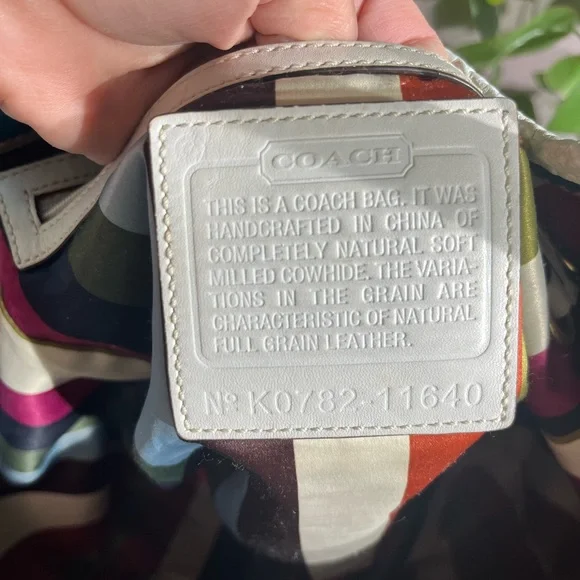 COACH
THIS IS A COACH BAG. IT WAS
HANDCRAFTED IN CHINA OF
COMPLETELY NATURAL SOFT
MILLED COWHIDE. THE VARIA-
TIONS IN THE GRAIN ARE
CHARACTERISTIC OF NATURAL
FULL GRAIN LEATHER.
Nº K0782-11640